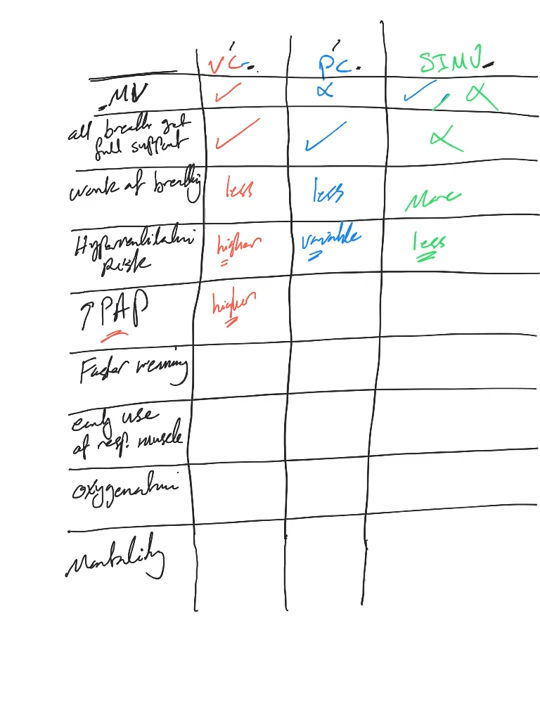 VC. PC. SIMV.
MV ✓ ∝ ✓, ∝
all breath get
full support ✓ ✓ ∝
work of breathing less less More
Hyperventilation
Risk higher variable less
↑PAP higher
Faster weaning
early use
of resp. muscle
oxygenation
Mortality